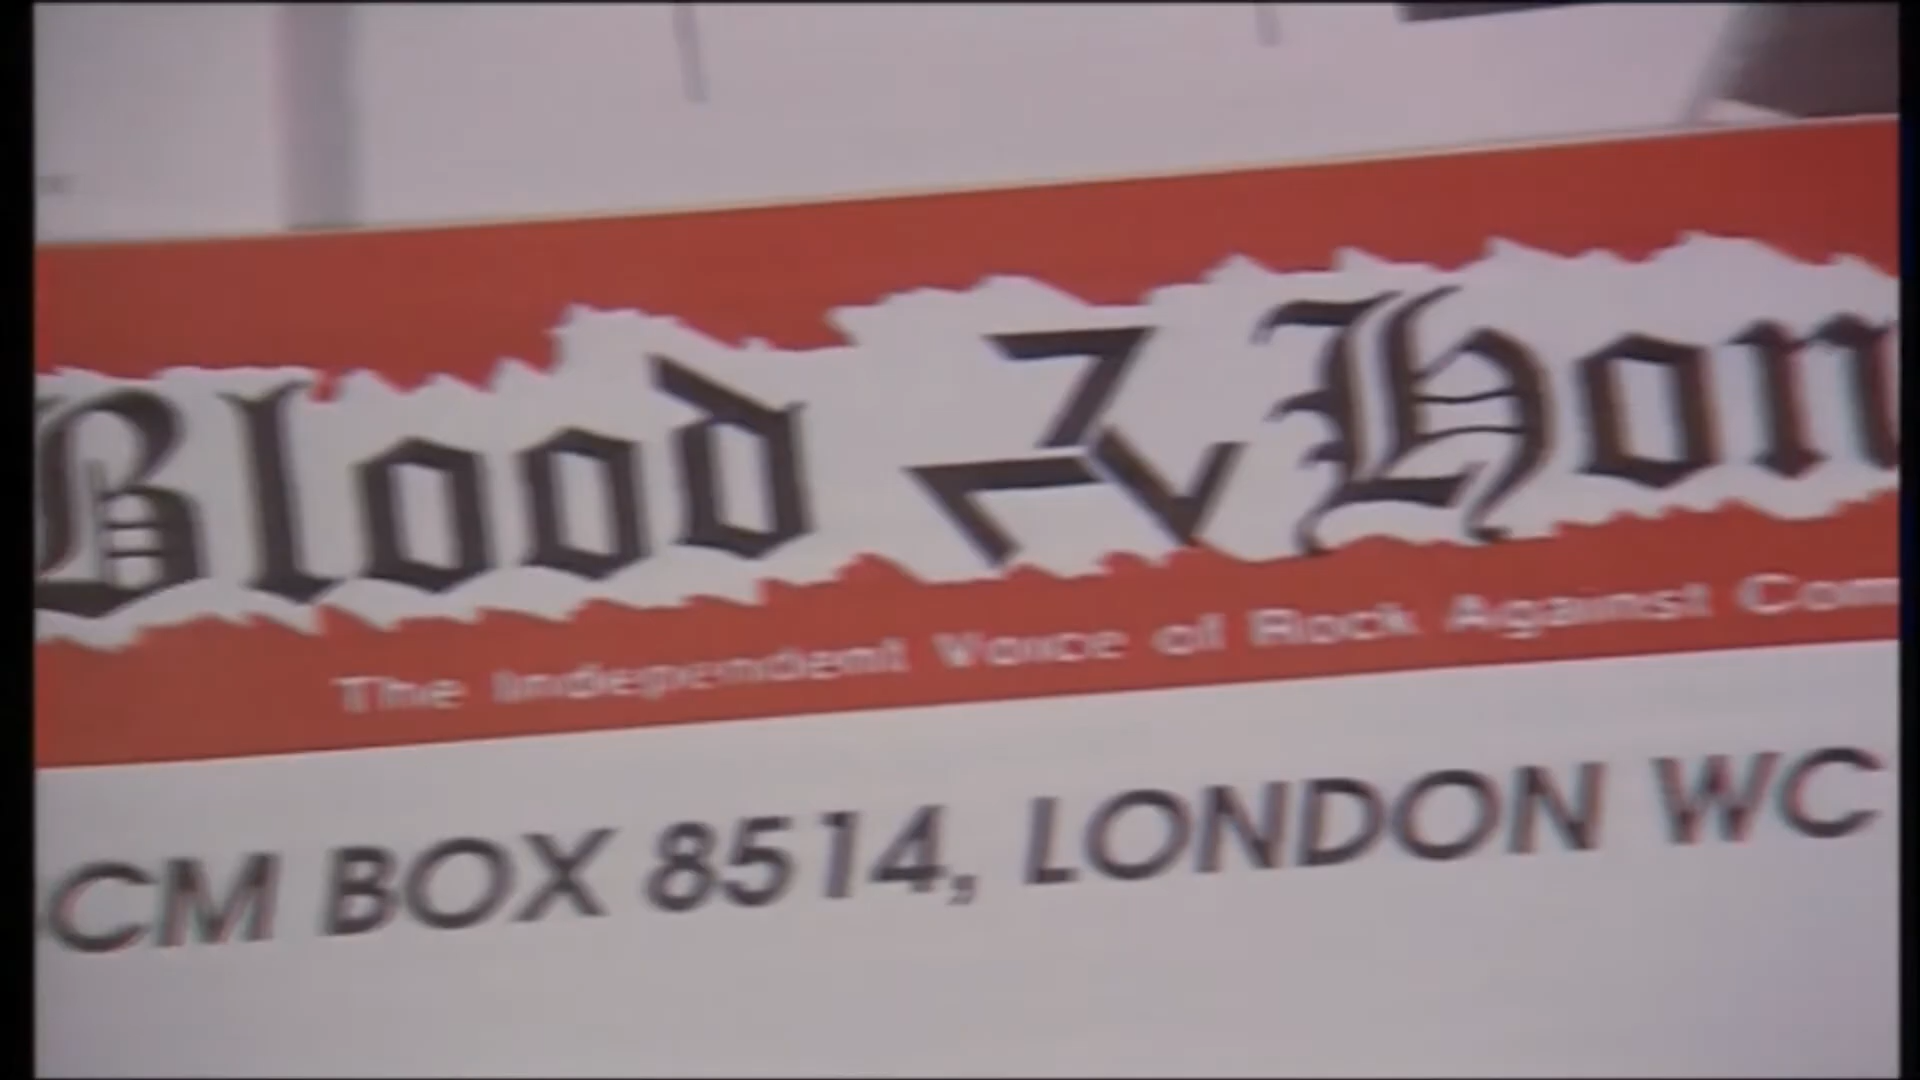 Blood Hon
The Independent Voice of Rock Against Com
CM BOX 8514, LONDON WC